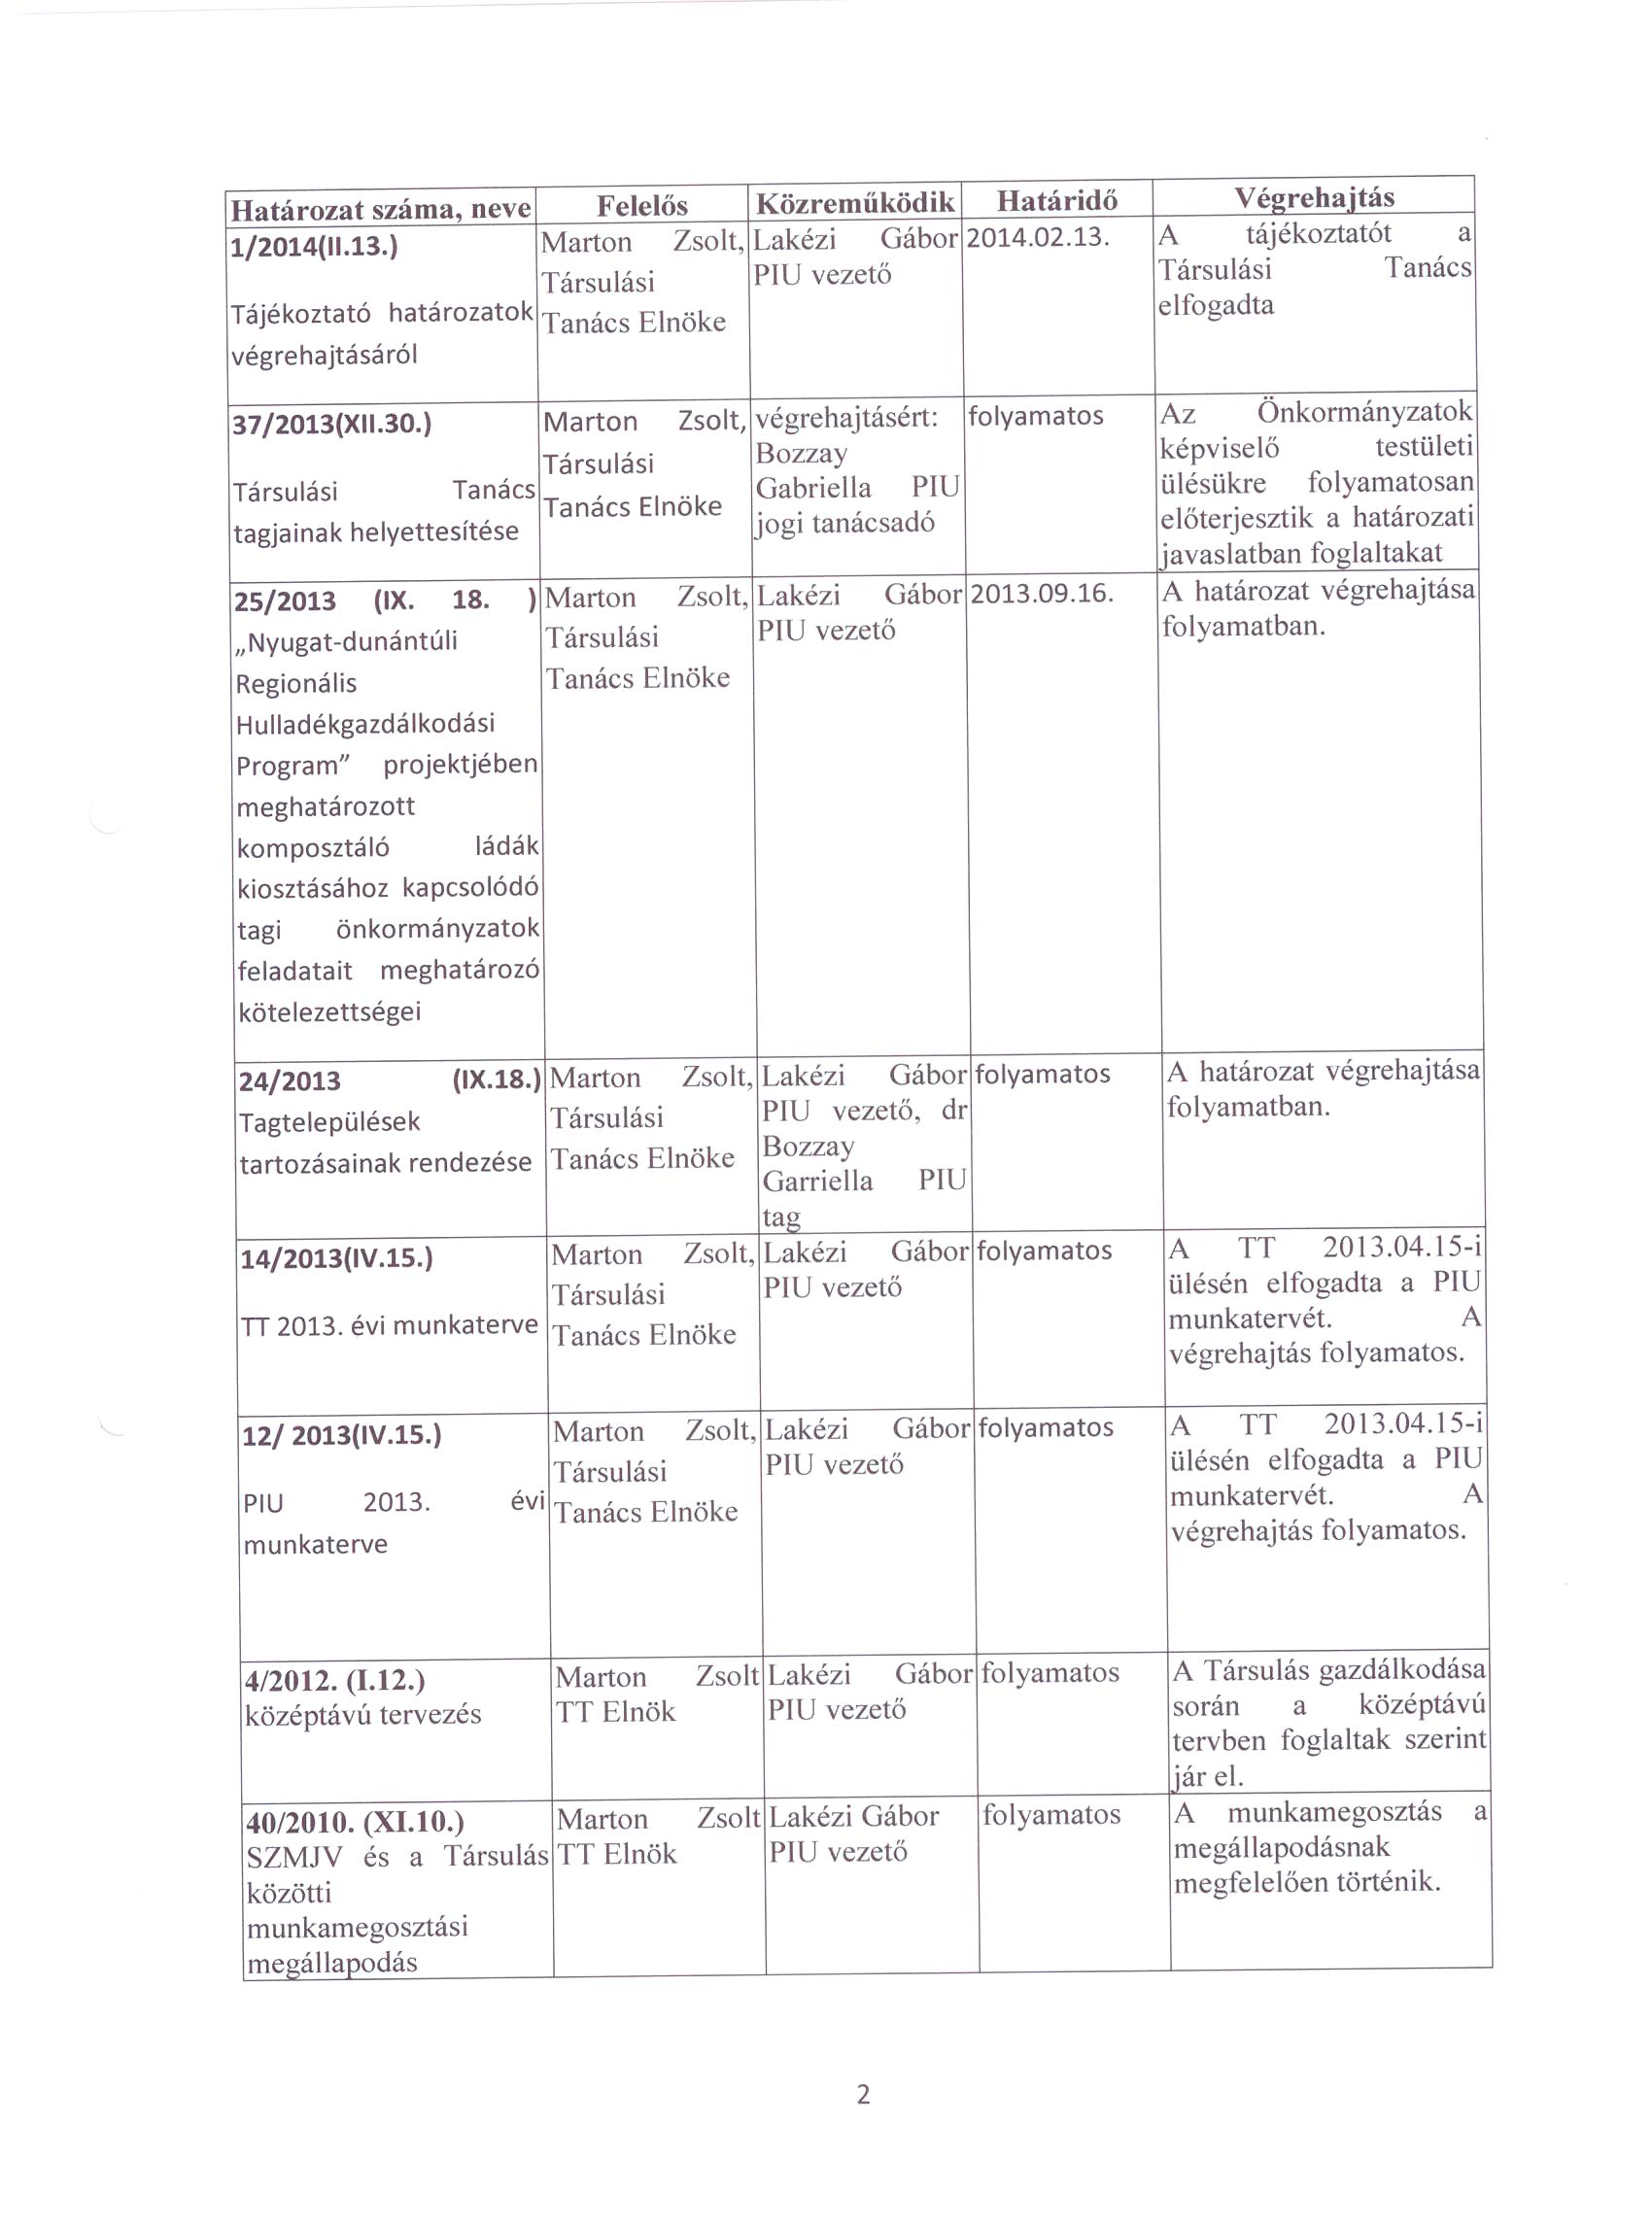 Határozat száma, neve
Felelős
Közreműködik
Határidő
Végrehajtás
1/2014(II.13.)
Tájékoztató határozatok
végrehajtásáról
Marton Zsolt,
Társulási
Tanács Elnöke
Lakézi Gábor
PIU vezető
2014.02.13.
A tájékoztatót a
Társulási Tanács
elfogadta
37/2013(XII.30.)
Társulási Tanács
tagjainak helyettesítése
Marton Zsolt,
Társulási
Tanács Elnöke
végrehajtásért:
Bozzay
Gabriella PIU
jogi tanácsadó
folyamatos
Az Önkormányzatok
képviselő testületi
ülésükre folyamatosan
előterjesztik a határozati
javaslatban foglaltakat
25/2013 (IX. 18. )
„Nyugat-dunántúli
Regionális
Hulladékgazdálkodási
Program” projektjében
meghatározott
komposztáló ládák
kiosztásához kapcsolódó
tagi önkormányzatok
feladatait meghatározó
kötelezettségei
Marton Zsolt,
Társulási
Tanács Elnöke
Lakézi Gábor
PIU vezető
2013.09.16.
A határozat végrehajtása
folyamatban.
24/2013 (IX.18.)
Tagtelepülések
tartozásainak rendezése
Marton Zsolt,
Társulási
Tanács Elnöke
Lakézi Gábor
PIU vezető, dr
Bozzay
Garriella PIU
tag
folyamatos
A határozat végrehajtása
folyamatban.
14/2013(IV.15.)
TT 2013. évi munkaterve
Marton Zsolt,
Társulási
Tanács Elnöke
Lakézi Gábor
PIU vezető
folyamatos
A TT 2013.04.15-i
ülésén elfogadta a PIU
munkatervét. A
végrehajtás folyamatos.
12/ 2013(IV.15.)
PIU 2013. évi
munkaterve
Marton Zsolt,
Társulási
Tanács Elnöke
Lakézi Gábor
PIU vezető
folyamatos
A TT 2013.04.15-i
ülésén elfogadta a PIU
munkatervét. A
végrehajtás folyamatos.
4/2012. (I.12.)
középtávú tervezés
Marton Zsolt
TT Elnök
Lakézi Gábor
PIU vezető
folyamatos
A Társulás gazdálkodása
során a középtávú
tervben foglaltak szerint
jár el.
40/2010. (XI.10.)
SZMJV és a Társulás
közötti
munkamegosztási
megállapodás
Marton Zsolt
TT Elnök
Lakézi Gábor
PIU vezető
folyamatos
A munkamegosztás a
megállapodásnak
megfelelően történik.
2